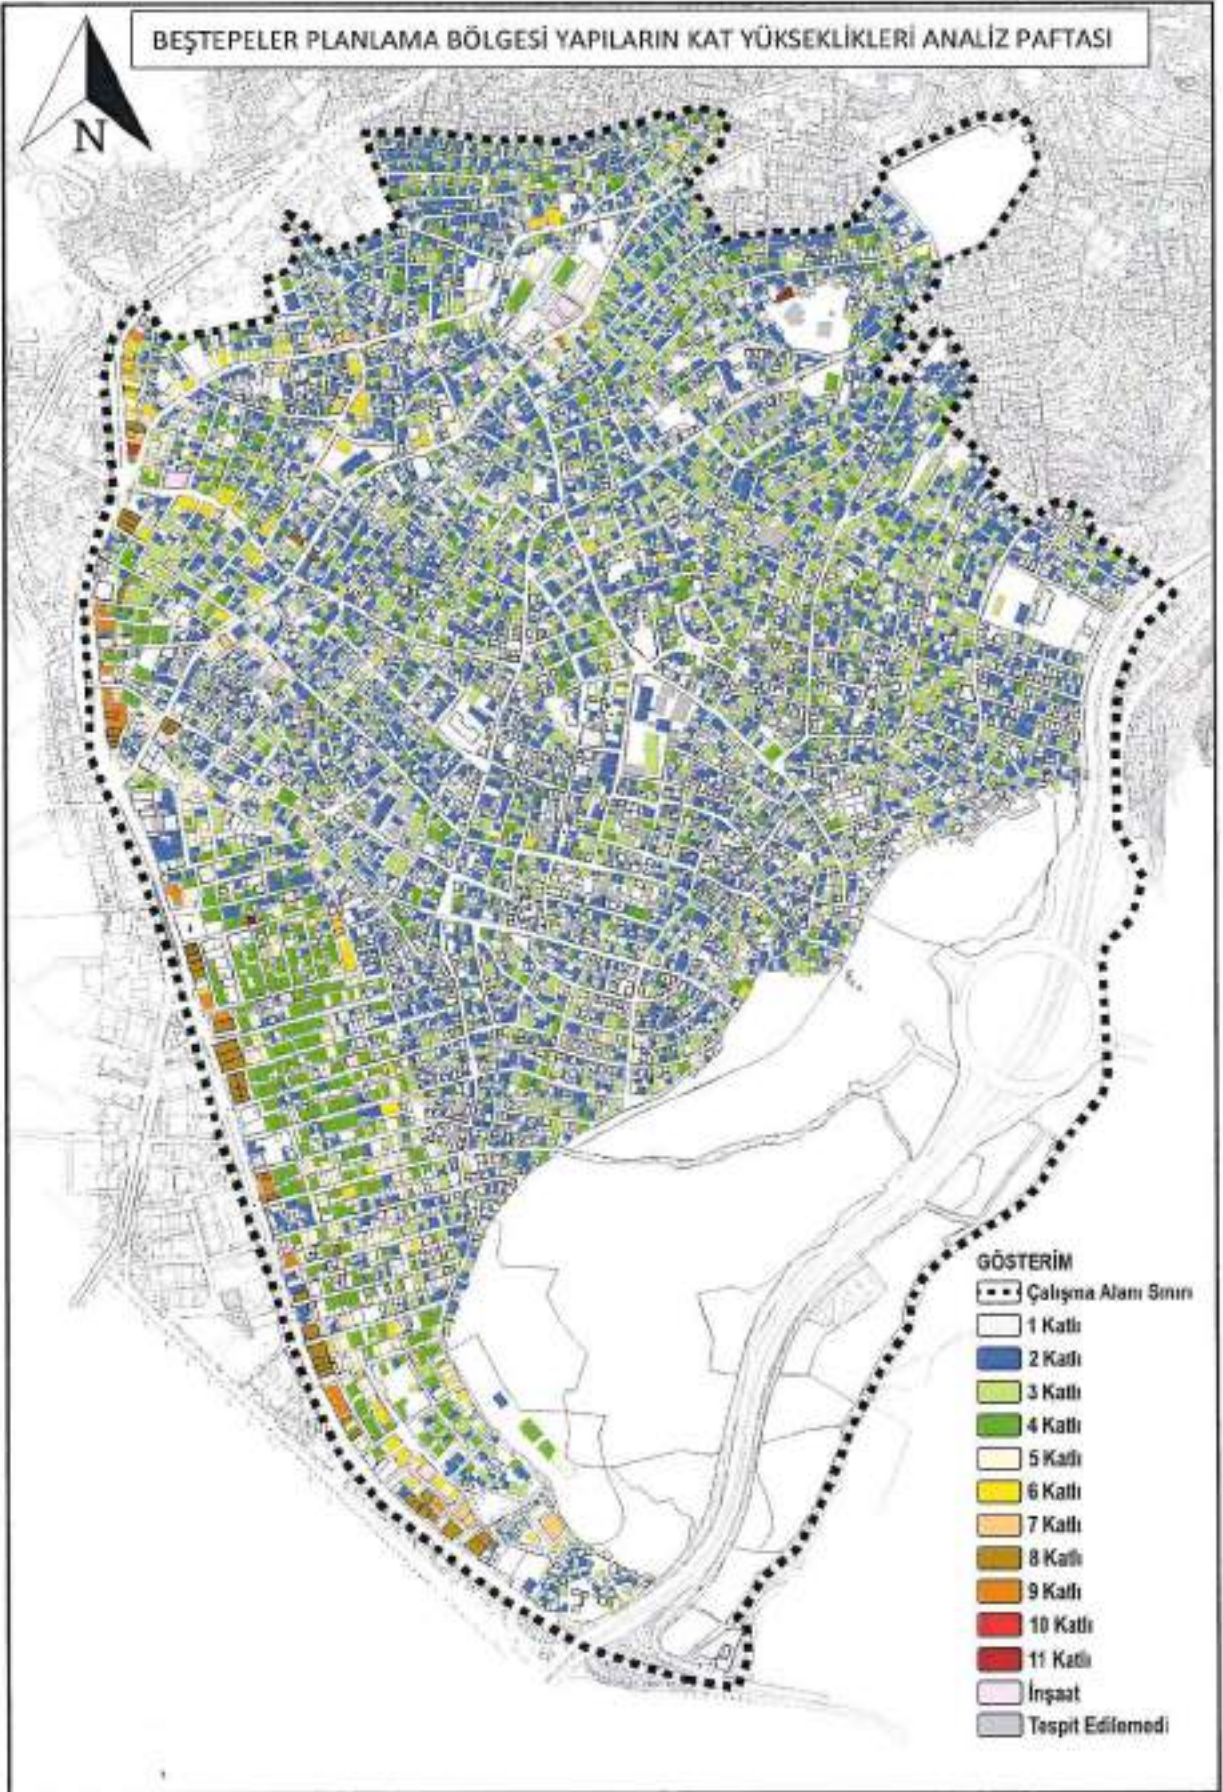 BEŞTEPELER PLANLAMA BÖLGESİ YAPILARIN KAT YÜKSEKLİKLERİ ANALİZ PAFTASI
N
GÖSTERİM
Çalışma Alanı Sınırı
1 Katlı
2 Katlı
3 Katlı
4 Katlı
5 Katlı
6 Katlı
7 Katlı
8 Katlı
9 Katlı
10 Katlı
11 Katlı
İnşaat
Tespit Edilemedi